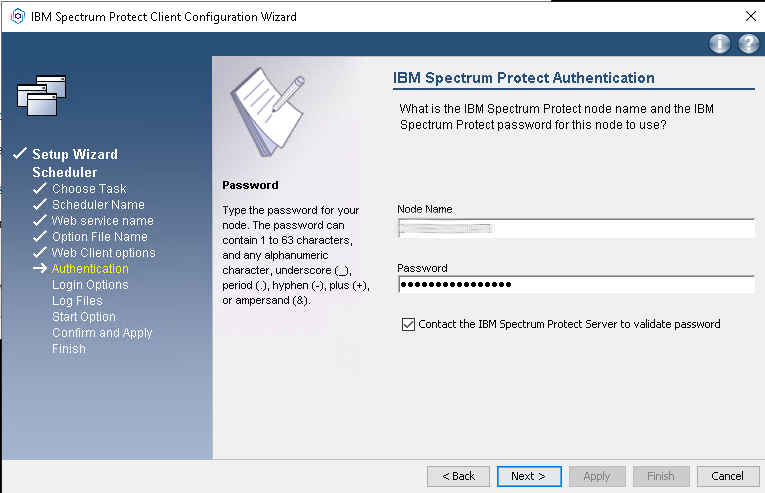 IBM Spectrum Protect Client Configuration Wizard
IBM Spectrum Protect Authentication
What is the IBM Spectrum Protect node name and the IBM
Spectrum Protect password for this node to use?
Setup Wizard
Scheduler
Choose Task
Scheduler Name
Web service name
Option File Name
Web Client options
Authentication
Login Options
Log Files
Start Option
Confirm and Apply
Finish
Password
Type the password for your
node. The password can
contain 1 to 63 characters,
and any alphanumeric
character, underscore (_),
period (.), hyphen (-), plus (+),
or ampersand (&).
Node Name
Password
Contact the IBM Spectrum Protect Server to validate password
< Back
Next >
Apply
Finish
Cancel